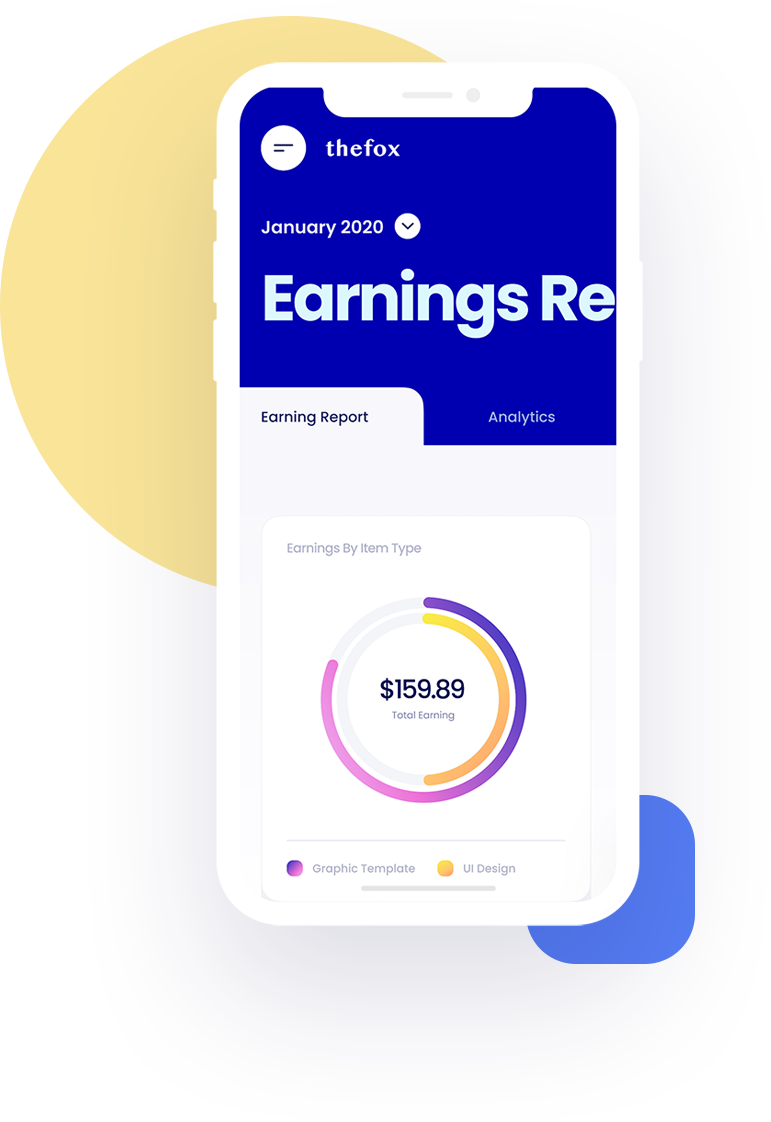 thefox
January 2020
Earnings Re
Earning Report
Analytics
Earnings By Item Type
$159.89
Total Earning
Graphic Template
UI Design